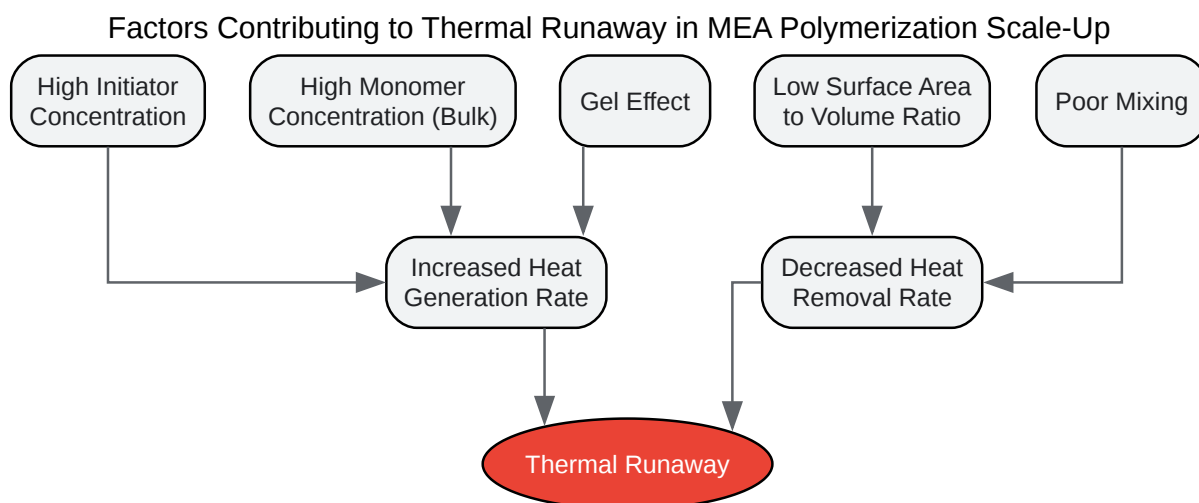 Factors Contributing to Thermal Runaway in MEA Polymerization Scale-Up
High Initiator
Concentration
High Monomer
Concentration (Bulk)
Gel Effect
Low Surface Area
to Volume Ratio
Poor Mixing
Increased Heat
Generation Rate
Decreased Heat
Removal Rate
Thermal Runaway